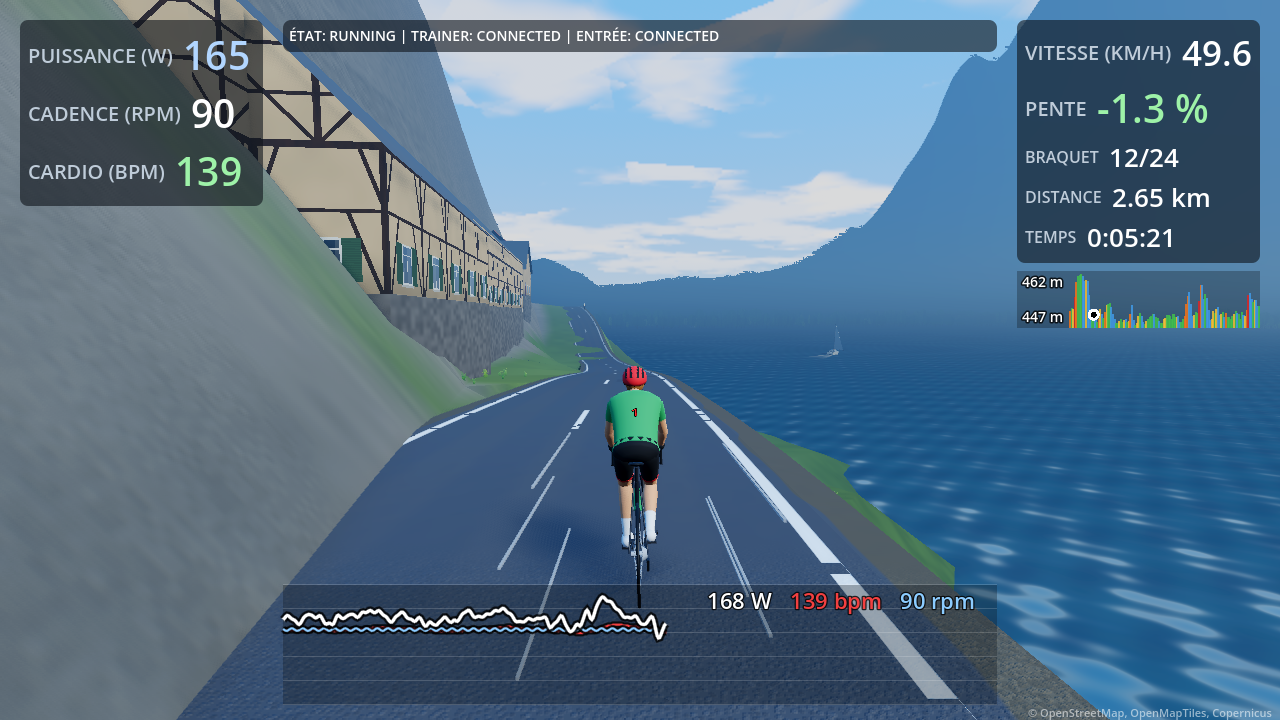 PUISSANCE (W) 165
CADENCE (RPM) 90
CARDIO (BPM) 139
ÉTAT: RUNNING | TRAINER: CONNECTED | ENTRÉE: CONNECTED
VITESSE (KM/H) 49.6
PENTE -1.3 %
BRAQUET 12/24
DISTANCE 2.65 km
TEMPS 0:05:21
462 m
447 m
1
168 W 139 bpm 90 rpm
© OpenStreetMap, OpenMapTiles, Copernicus